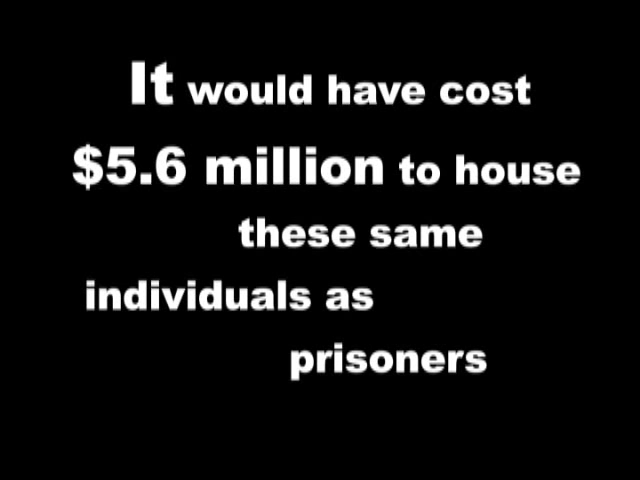 It would have cost
$5.6 million to house
these same
individuals as
prisoners